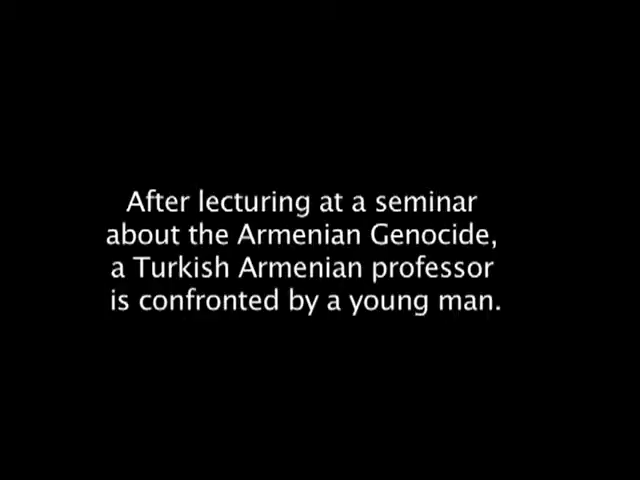 After lecturing at a seminar
about the Armenian Genocide,
a Turkish Armenian professor
is confronted by a young man.